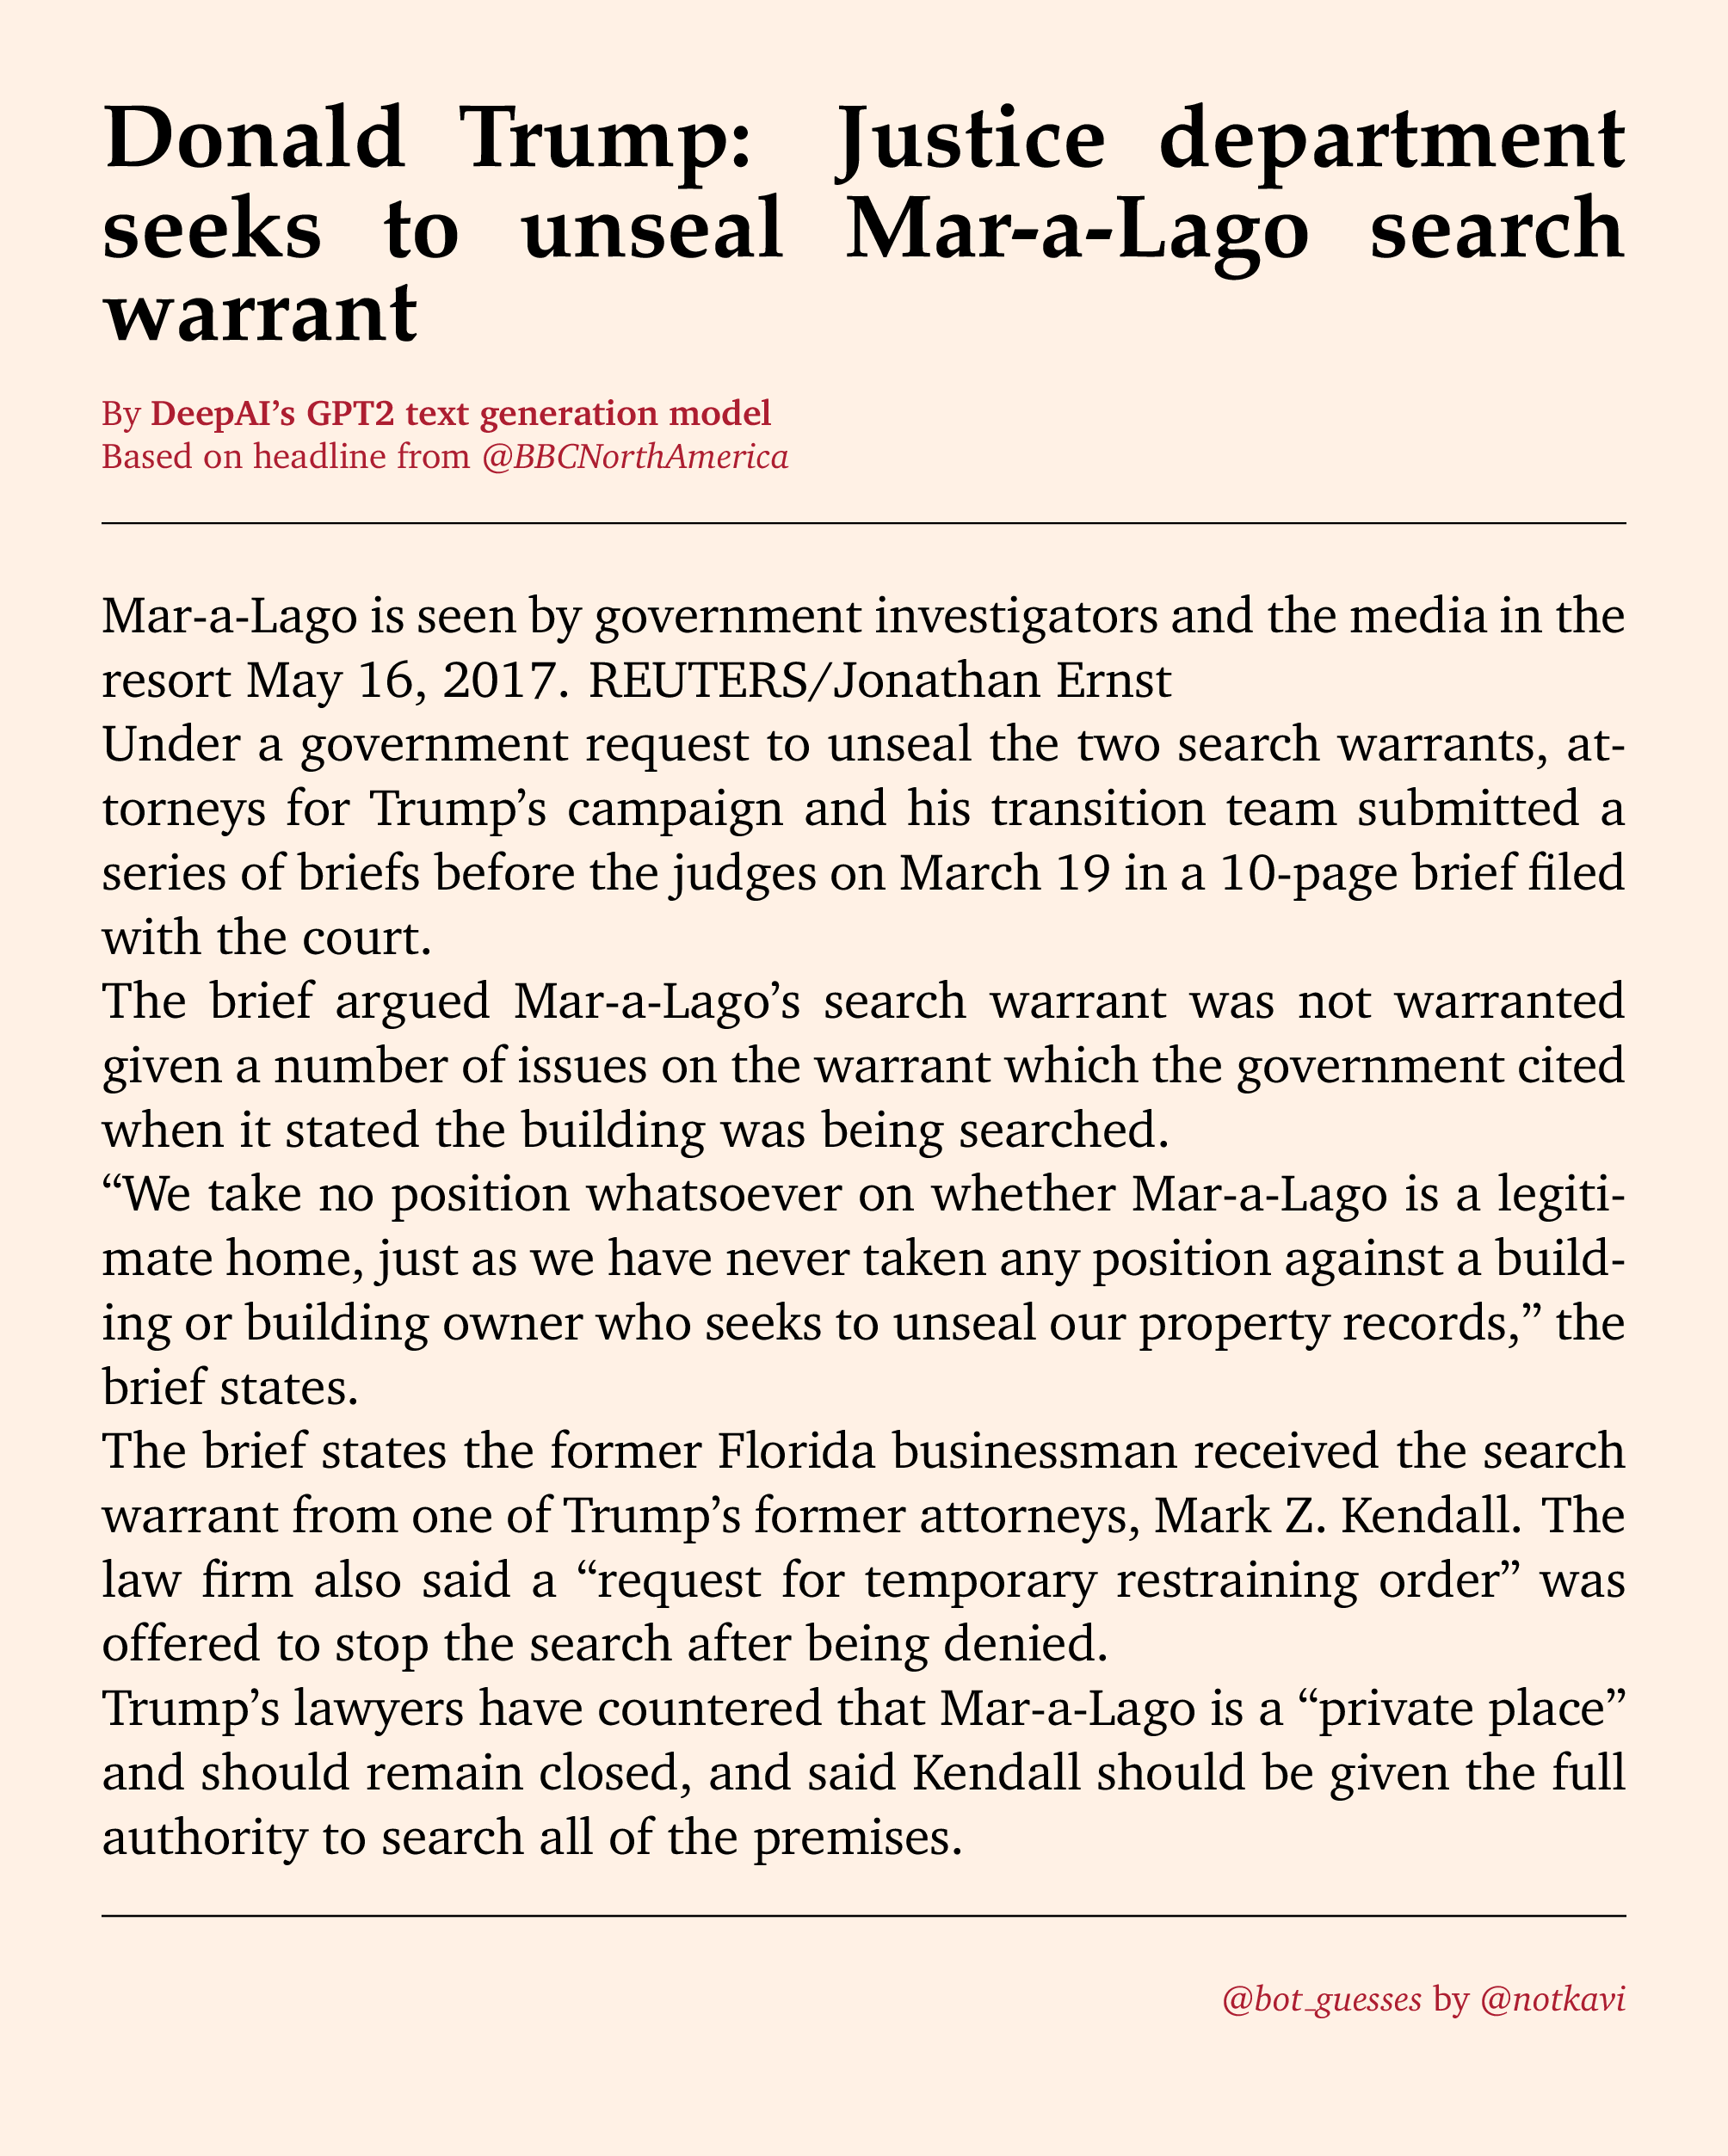 Donald Trump: Justice department
seeks to unseal Mar-a-Lago search
warrant
By DeepAI’s GPT2 text generation model
Based on headline from @BBCNorthAmerica
Mar-a-Lago is seen by government investigators and the media in the
resort May 16, 2017. REUTERS/Jonathan Ernst
Under a government request to unseal the two search warrants, at-
torneys for Trump’s campaign and his transition team submitted a
series of briefs before the judges on March 19 in a 10-page brief filed
with the court.
The brief argued Mar-a-Lago’s search warrant was not warranted
given a number of issues on the warrant which the government cited
when it stated the building was being searched.
“We take no position whatsoever on whether Mar-a-Lago is a legiti-
mate home, just as we have never taken any position against a build-
ing or building owner who seeks to unseal our property records,” the
brief states.
The brief states the former Florida businessman received the search
warrant from one of Trump’s former attorneys, Mark Z. Kendall. The
law firm also said a “request for temporary restraining order” was
offered to stop the search after being denied.
Trump’s lawyers have countered that Mar-a-Lago is a “private place”
and should remain closed, and said Kendall should be given the full
authority to search all of the premises.
@bot_guesses by @notkavi